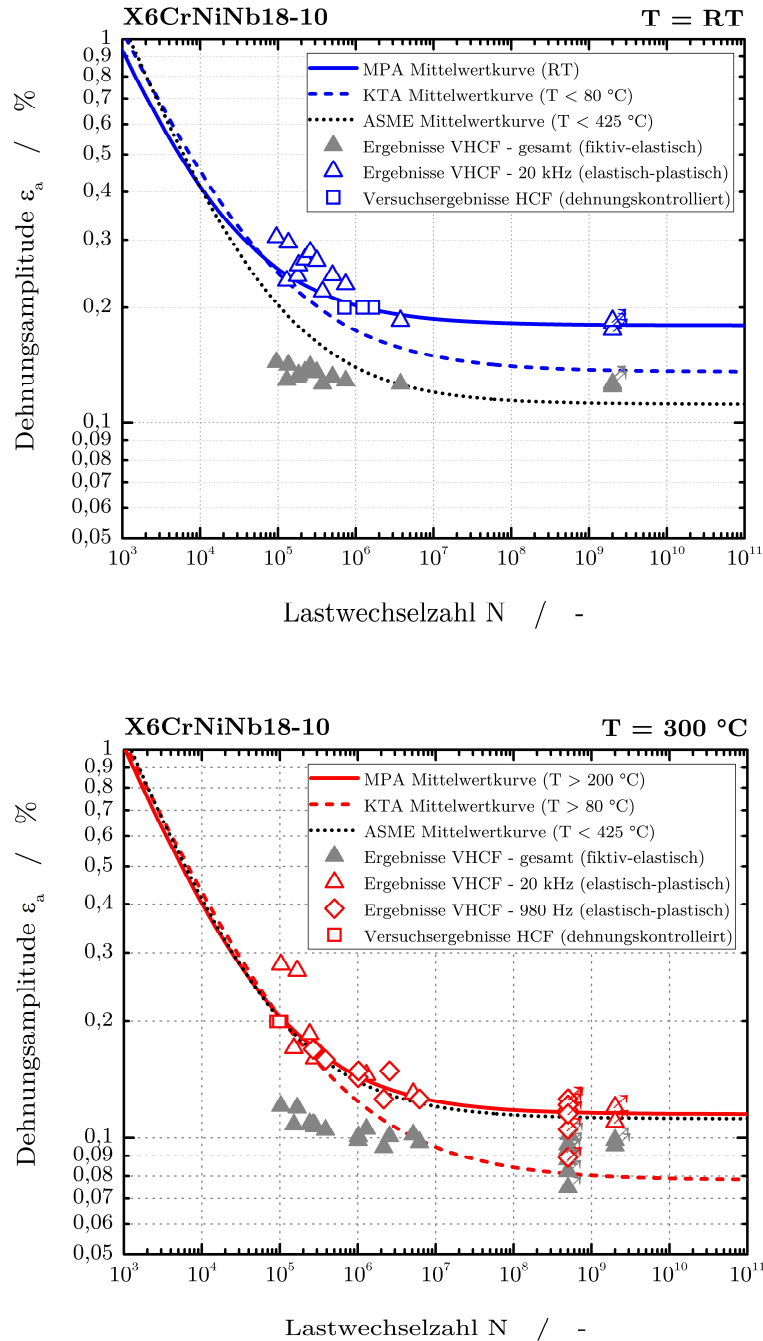 X6CrNiNb18-10 T = RT
MPA Mittelwertkurve (RT)
KTA Mittelwertkurve (T < 80 °C)
ASME Mittelwertkurve (T < 425 °C)
Ergebnisse VHCF - gesamt (fiktiv-elastisch)
Ergebnisse VHCF - 20 kHz (elastisch-plastisch)
Versuchsergebnisse HCF (dehnungskontrolliert)
Dehnungsamplitude εₐ / %
1
0,9
0,8
0,7
0,6
0,5
0,4
0,3
0,2
0,1
0,09
0,08
0,07
0,06
0,05
10³ 10⁴ 10⁵ 10⁶ 10⁷ 10⁸ 10⁹ 10¹⁰ 10¹¹
Lastwechselzahl N / -
X6CrNiNb18-10 T = 300 °C
MPA Mittelwertkurve (T > 200 °C)
KTA Mittelwertkurve (T > 80 °C)
ASME Mittelwertkurve (T < 425 °C)
Ergebnisse VHCF - gesamt (fiktiv-elastisch)
Ergebnisse VHCF - 20 kHz (elastisch-plastisch)
Ergebnisse VHCF - 980 Hz (elastisch-plastisch)
Versuchsergebnisse HCF (dehnungskontrolleirt)
Dehnungsamplitude εₐ / %
1
0,9
0,8
0,7
0,6
0,5
0,4
0,3
0,2
0,1
0,09
0,08
0,07
0,06
0,05
10³ 10⁴ 10⁵ 10⁶ 10⁷ 10⁸ 10⁹ 10¹⁰ 10¹¹
Lastwechselzahl N / -